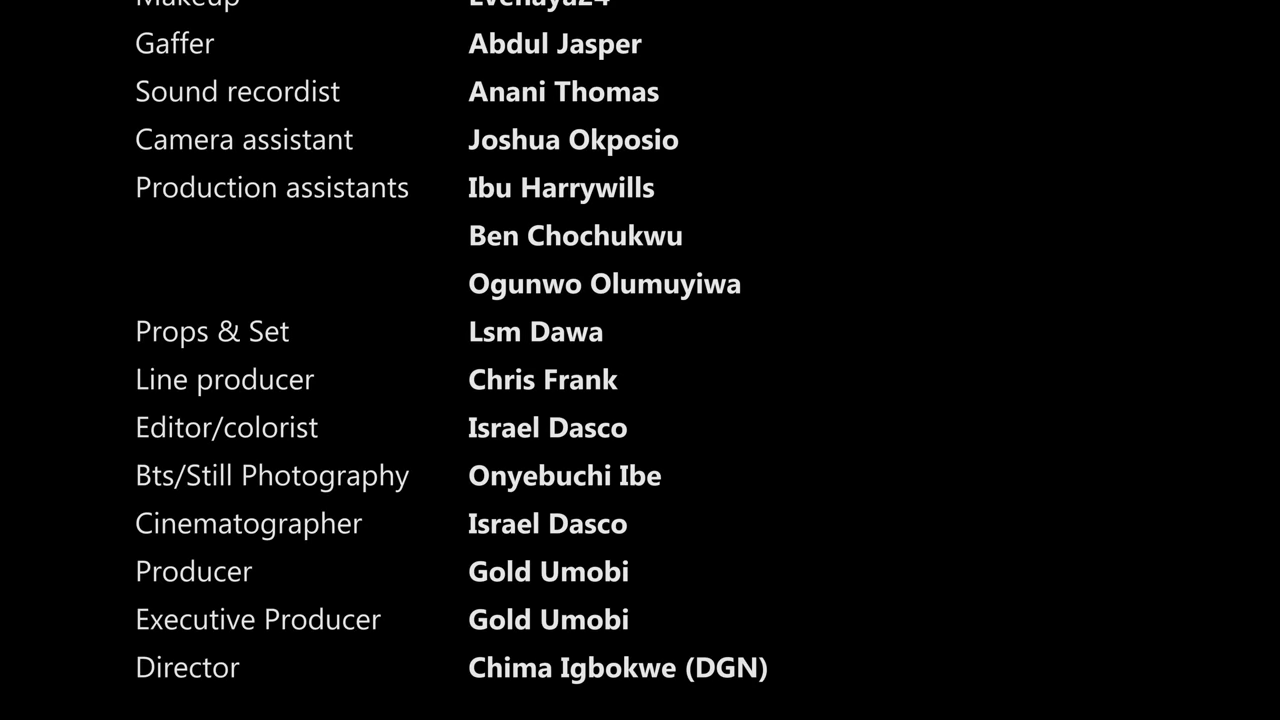 Makeup
Gaffer Abdul Jasper
Sound recordist Anani Thomas
Camera assistant Joshua Okposio
Production assistants Ibu Harrywills
Ben Chochukwu
Ogunwo Olumuyiwa
Props & Set Lsm Dawa
Line producer Chris Frank
Editor/colorist Israel Dasco
Bts/Still Photography Onyebuchi Ibe
Cinematographer Israel Dasco
Producer Gold Umobi
Executive Producer Gold Umobi
Director Chima Igbokwe (DGN)